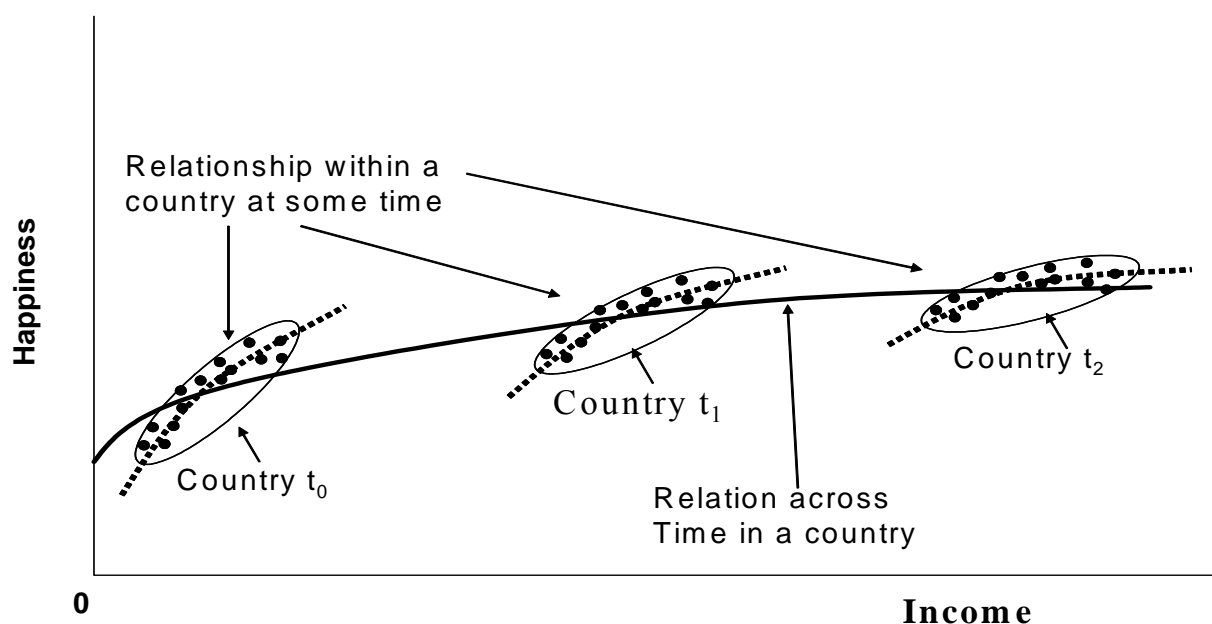 Relationship within a
country at some time
Happiness
Country t₂
Country t₁
Country t₀
Relation across
Time in a country
0
Income